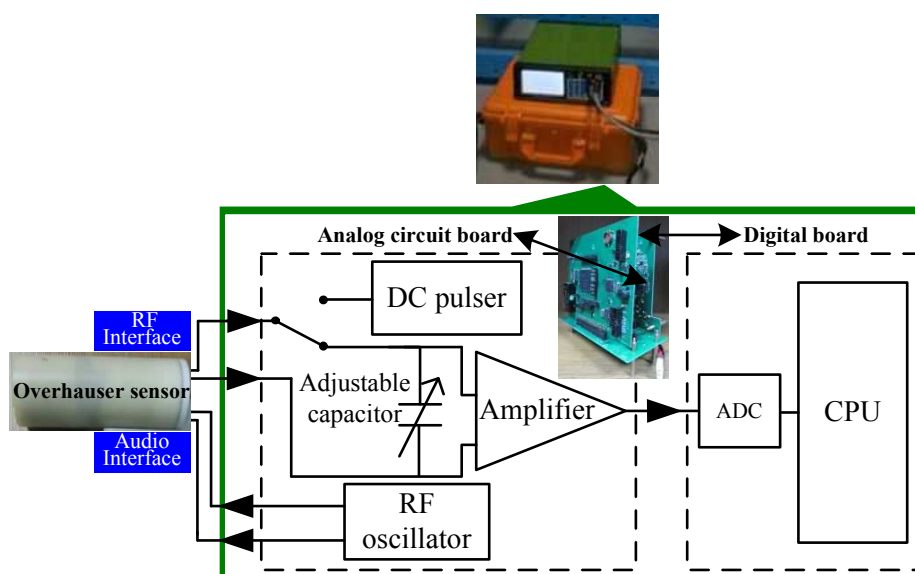 Analog circuit board
Digital board
DC pulser
RF
Interface
Overhauser sensor
Adjustable
capacitor
Amplifier
ADC
CPU
Audio
Interface
RF
oscillator